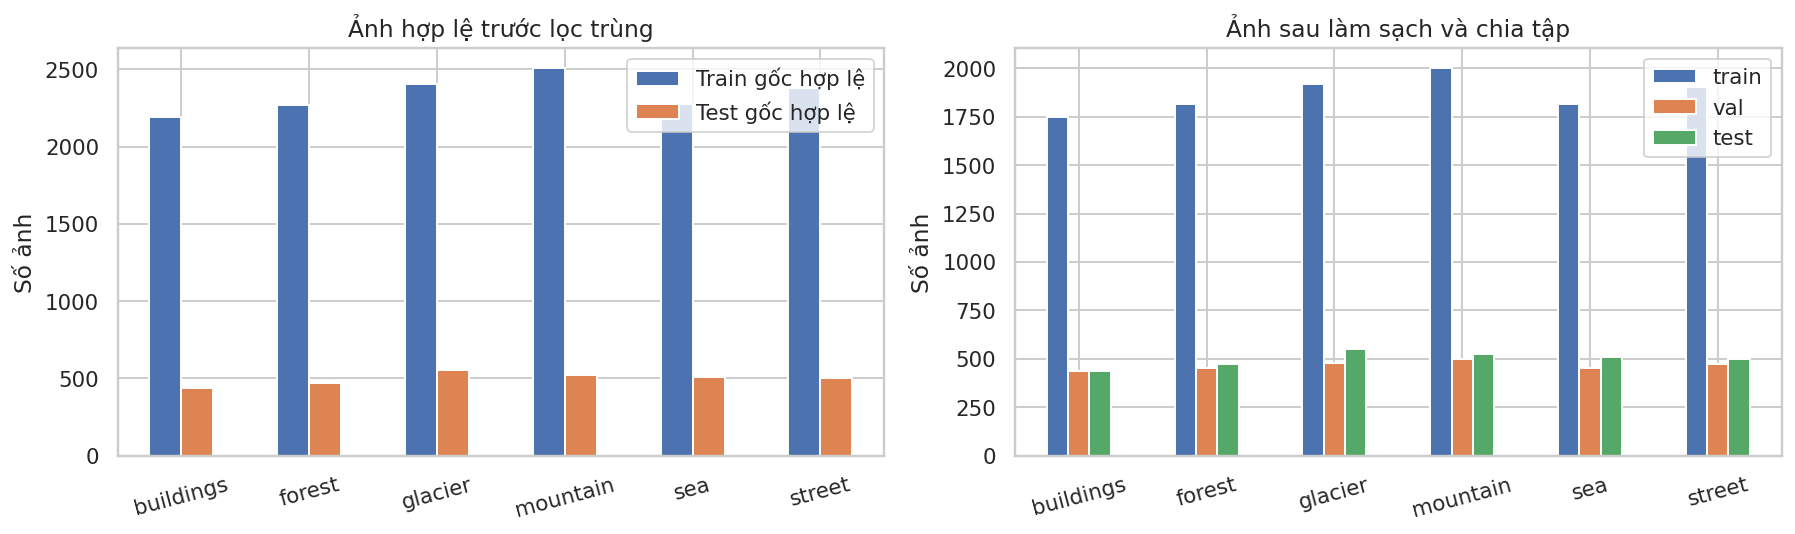 Ảnh hợp lệ trước lọc trùng
Số ảnh
2500
2000
1500
1000
500
0
Train gốc hợp lệ
Test gốc hợp lệ
buildings
forest
glacier
mountain
sea
street
Ảnh sau làm sạch và chia tập
Số ảnh
2000
1750
1500
1250
1000
750
500
250
0
train
val
test
buildings
forest
glacier
mountain
sea
street